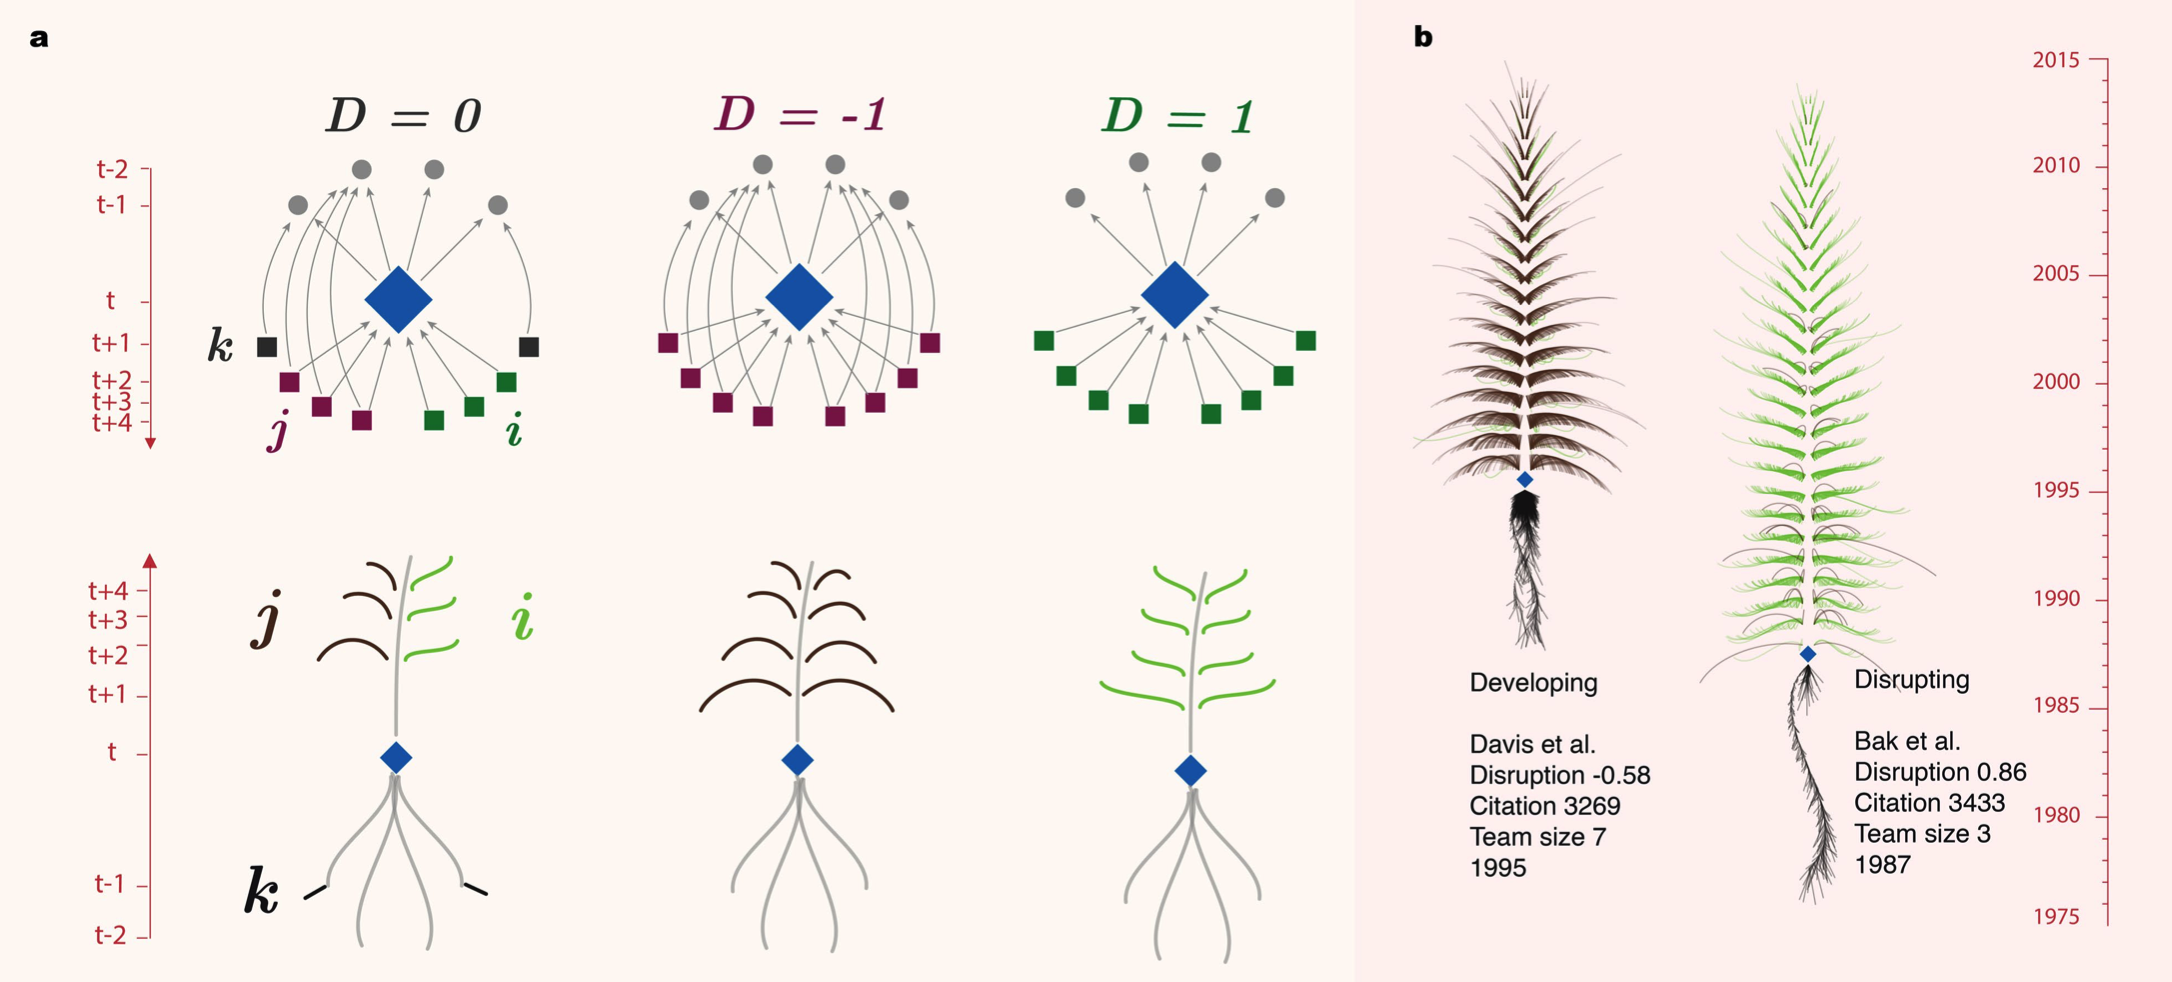 a
D = 0
D = -1
D = 1
t-2
t-1
t
t+1
t+2
t+3
t+4
k
j
i
t+4
t+3
t+2
t+1
t
t-1
t-2
j
i
k
b
2015
2010
2005
2000
1995
1990
1985
1980
1975
Developing
Davis et al.
Disruption -0.58
Citation 3269
Team size 7
1995
Disrupting
Bak et al.
Disruption 0.86
Citation 3433
Team size 3
1987